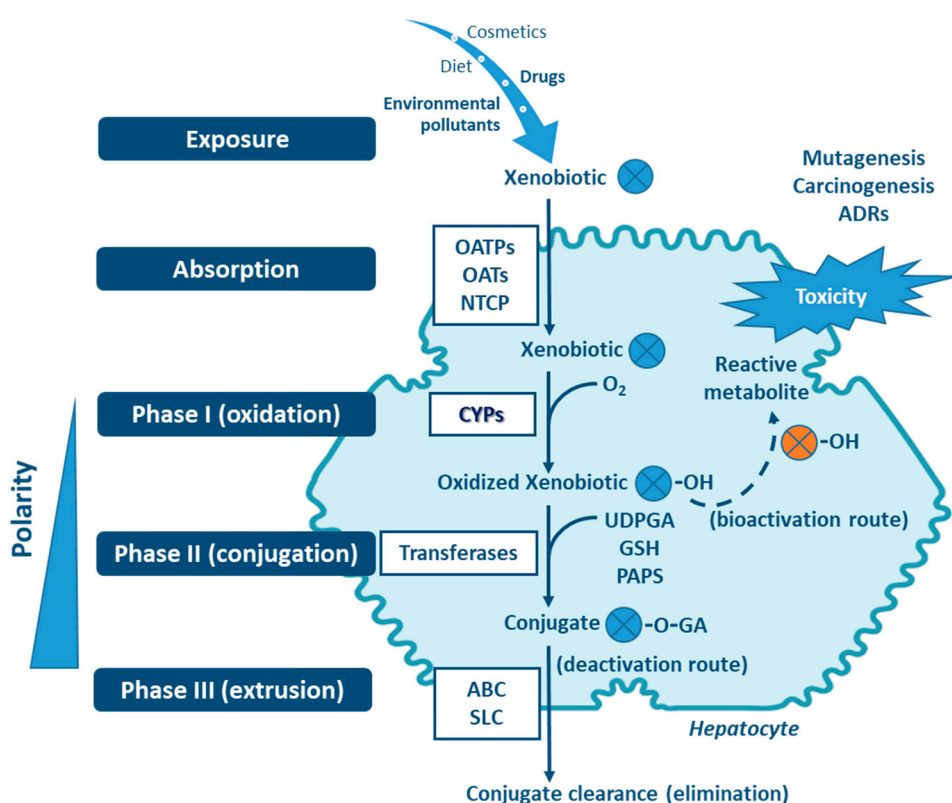 Cosmetics
Diet
Drugs
Environmental
pollutants
Exposure
Xenobiotic
Mutagenesis
Carcinogenesis
ADRs
Absorption
OATPs
OATs
NTCP
Toxicity
Xenobiotic
Reactive
metabolite
O₂
Phase I (oxidation)
CYPs
-OH
Oxidized Xenobiotic
-OH
Polarity
UDPGA
(bioactivation route)
Phase II (conjugation)
Transferases
GSH
PAPS
Conjugate
-O-GA
(deactivation route)
Phase III (extrusion)
ABC
SLC
Hepatocyte
Conjugate clearance (elimination)